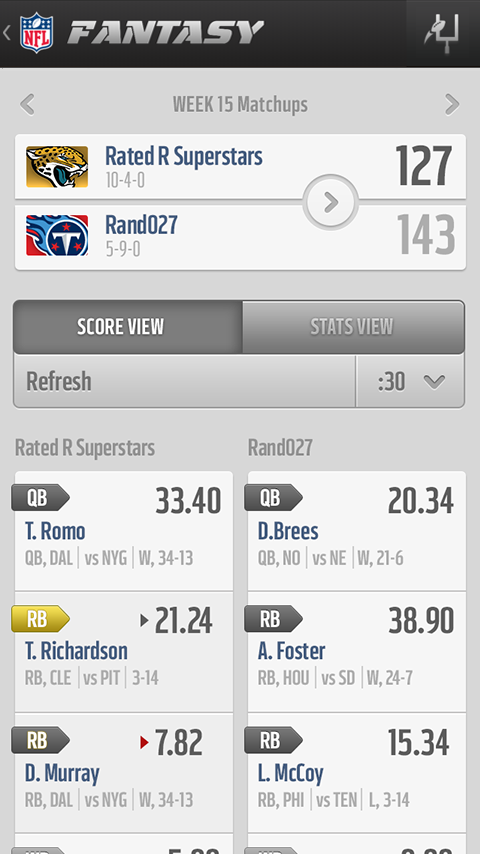 NFL FANTASY
WEEK 15 Matchups
Rated R Superstars 127
10-4-0
Rand027 143
5-9-0
SCORE VIEW STATS VIEW
Refresh :30
Rated R Superstars Rand027
QB 33.40
T. Romo
QB, DAL | vs NYG | W, 34-13
QB 20.34
D.Brees
QB, NO | vs NE | W, 21-6
RB 21.24
T. Richardson
RB, CLE | vs PIT | 3-14
RB 38.90
A. Foster
RB, HOU | vs SD | W, 24-7
RB 7.82
D. Murray
RB, DAL | vs NYG | W, 34-13
RB 15.34
L. McCoy
RB, PHI | vs TEN | L, 3-14